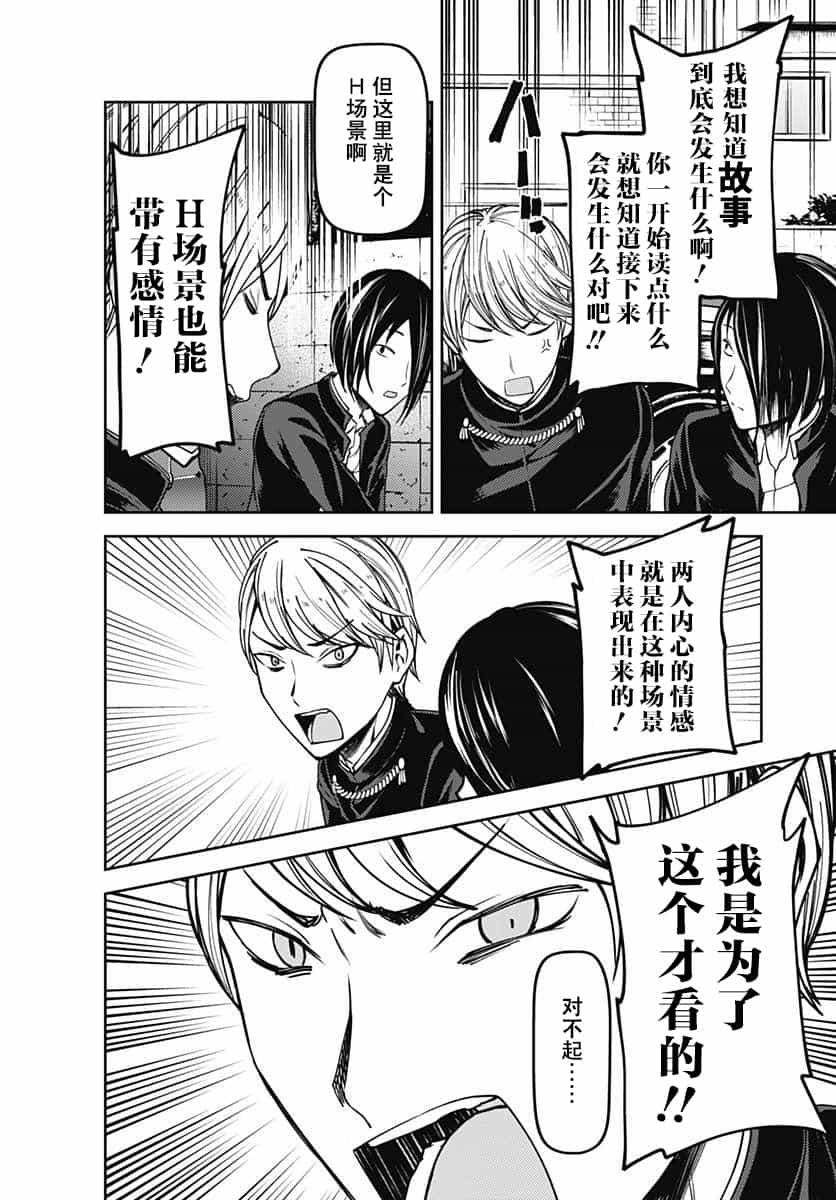 我想知道故事
到底会发生什么啊！
你一开始读点什么
就想知道接下来
会发生什么对吧!!
但这里就是个
H场景啊
H场景也能
带有感情！
两人内心的情感
就是在这种场景
中表现出来的！
我是为了
这个才看的!!
对不起……